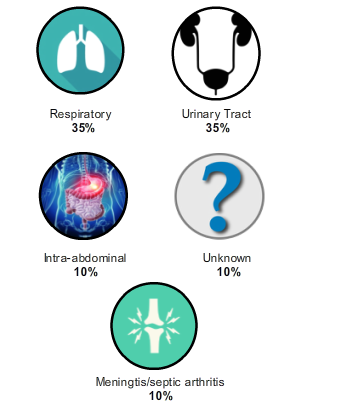 Respiratory
35%
Urinary Tract
35%
Intra-abdominal
10%
?
Unknown
10%
Meningtis/septic arthritis
10%